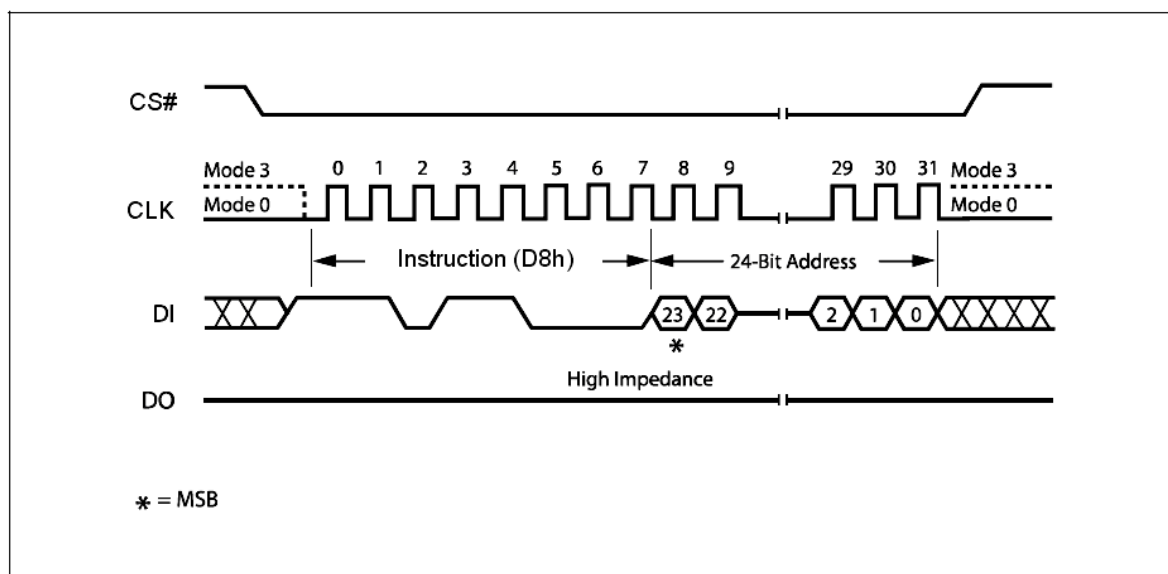 CS#
Mode 3
0 1 2 3 4 5 6 7 8 9 29 30 31
Mode 3
CLK
Mode 0
Mode 0
Instruction (D8h)
24-Bit Address
DI
23 22 2 1 0
*
High Impedance
DO
* = MSB